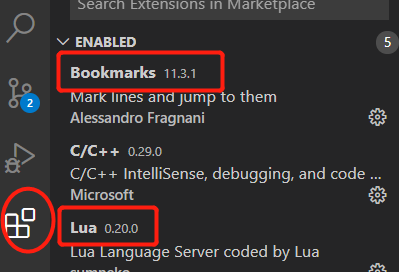 Search Extensions in Marketplace
ENABLED
5
Bookmarks 11.3.1
Mark lines and jump to them
Alessandro Fragnani
2
C/C++ 0.29.0
C/C++ IntelliSense, debugging, and code ...
Microsoft
Lua 0.20.0
Lua Language Server coded by Lua
sumneko